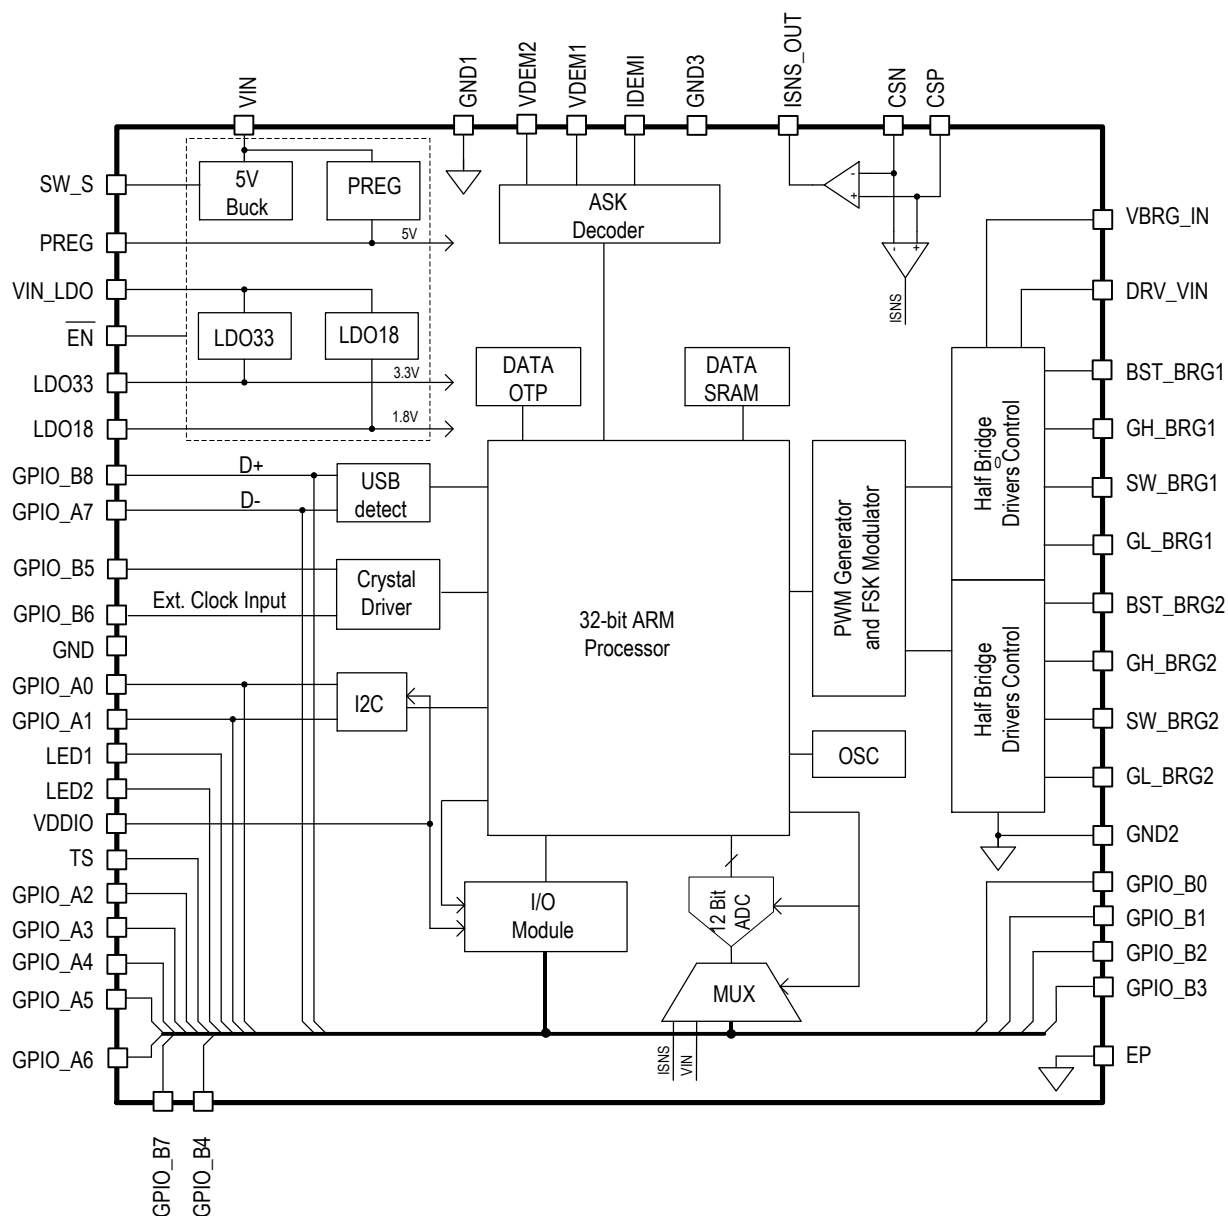 VIN
GND1
VDEM2
VDEM1
IDEMI
GND3
ISNS_OUT
CSN
CSP
SW_S
PREG
VIN_LDO
EN
LDO33
LDO18
GPIO_B8
GPIO_A7
GPIO_B5
GPIO_B6
GND
GPIO_A0
GPIO_A1
LED1
LED2
VDDIO
TS
GPIO_A2
GPIO_A3
GPIO_A4
GPIO_A5
GPIO_A6
GPIO_B7
GPIO_B4
5V
Buck
PREG
5V
LDO33
LDO18
3.3V
1.8V
D+
D-
USB
detect
Ext. Clock Input
Crystal
Driver
I2C
ASK
Decoder
-
+
-
+
ISNS
DATA
OTP
DATA
SRAM
32-bit ARM
Processor
PWM Generator
and FSK Modulator
OSC
I/O
Module
12 Bit
ADC
MUX
ISNS
VIN
Half Bridge
Drivers Control
0
Half Bridge
Drivers Control
VBRG_IN
DRV_VIN
BST_BRG1
GH_BRG1
SW_BRG1
GL_BRG1
BST_BRG2
GH_BRG2
SW_BRG2
GL_BRG2
GND2
GPIO_B0
GPIO_B1
GPIO_B2
GPIO_B3
EP